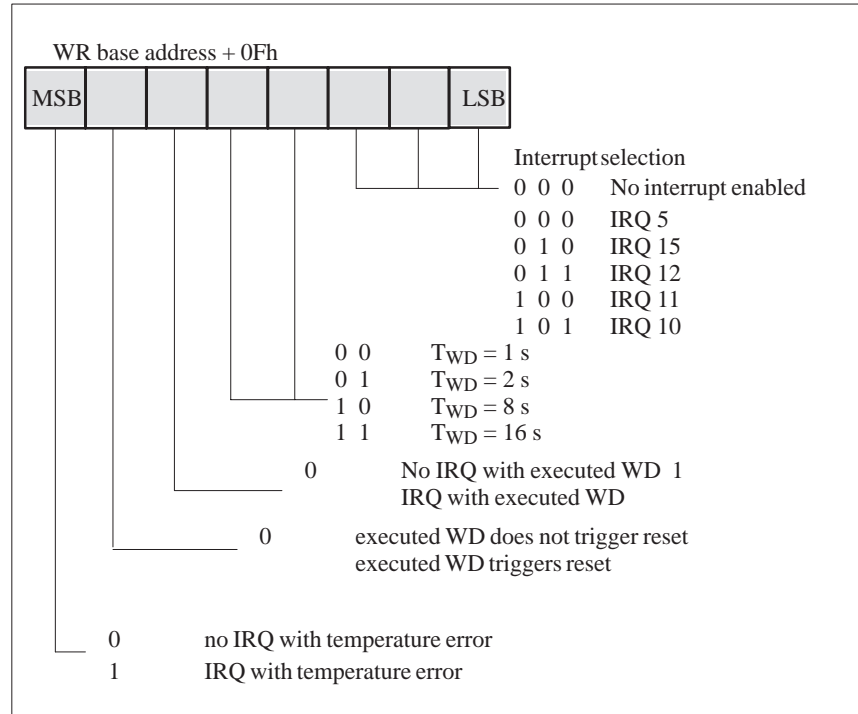 WR base address + 0Fh
MSB LSB
Interrupt selection
0 0 0 No interrupt enabled
0 0 0 IRQ 5
0 1 0 IRQ 15
0 1 1 IRQ 12
1 0 0 IRQ 11
1 0 1 IRQ 10
0 0 TWD = 1 s
0 1 TWD = 2 s
1 0 TWD = 8 s
1 1 TWD = 16 s
0 No IRQ with executed WD 1
IRQ with executed WD
0 executed WD does not trigger reset
executed WD triggers reset
0 no IRQ with temperature error
1 IRQ with temperature error